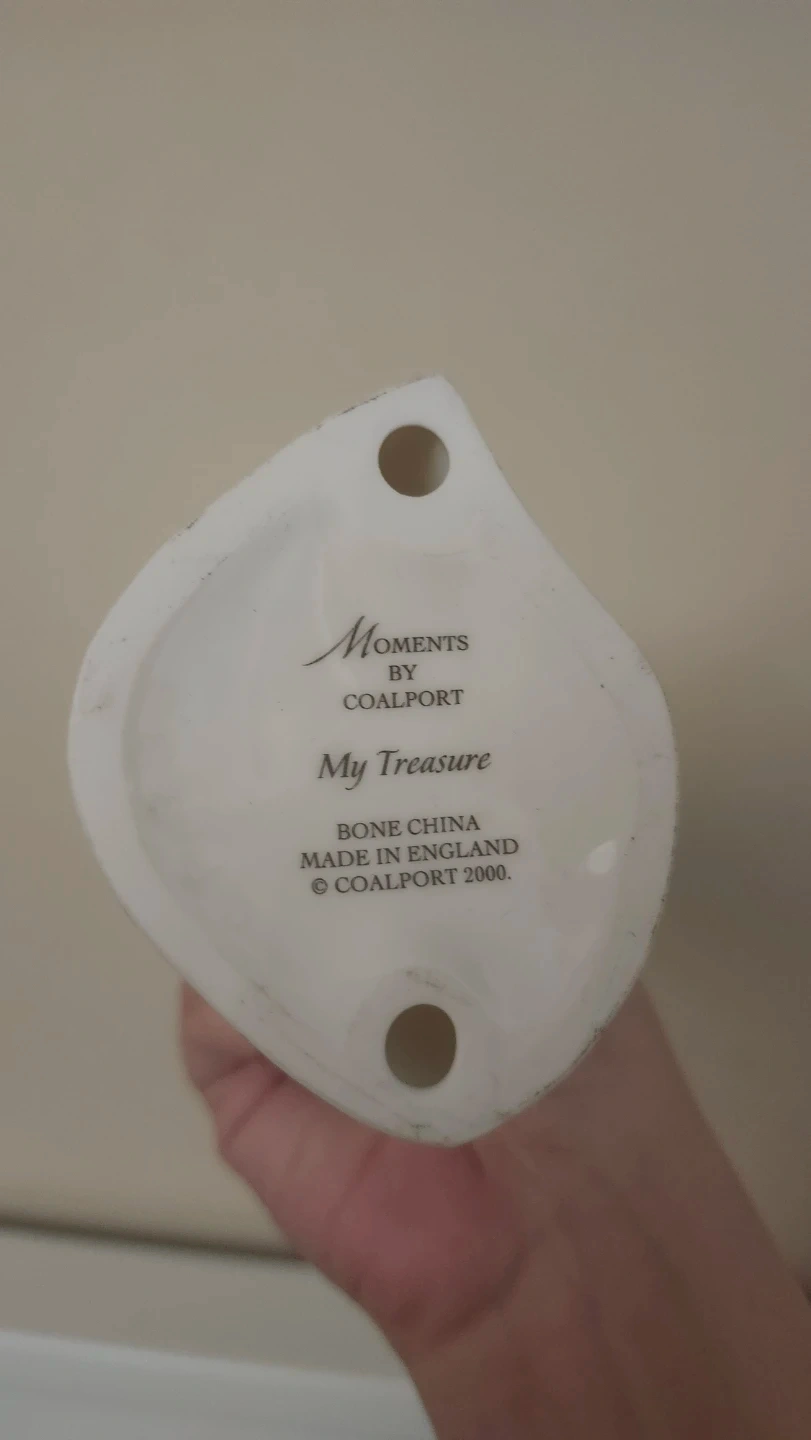 Moments
BY
COALPORT
My Treasure
BONE CHINA
MADE IN ENGLAND
© COALPORT 2000.